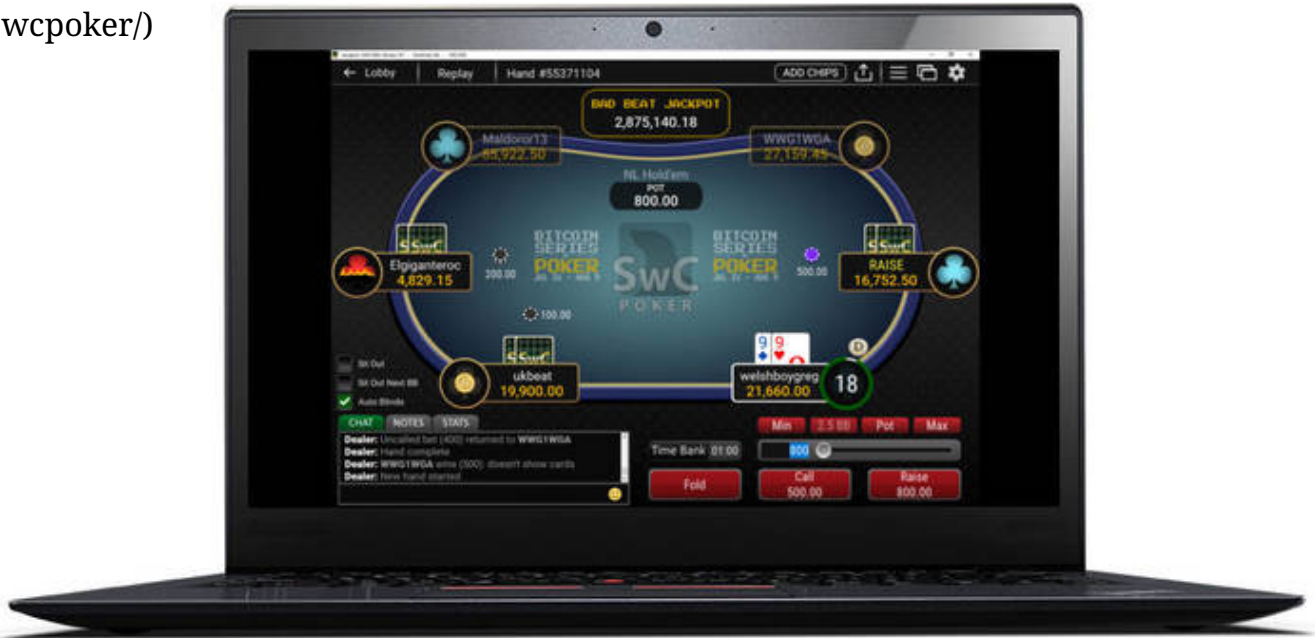 wcpoker/)
← Lobby Replay Hand #55371104 ADD CHIPS
BAD BEAT JACKPOT
2,875,140.18
Maldoror13
65,922.50
WWG1WGA
27,159.45
NL Hold'em
POT
800.00
BITCOIN
SERIES
POKER
BITCOIN
SERIES
POKER
SwC
POKER
SwC
Elgiganteroc
4,829.15
200.00
500.00
SwC
RAISE
16,752.50
100.00
SwC
ukbeat
19,900.00
9 9
D
welshboygreg
21,660.00
18
Sit Out
Sit Out Next BB
Auto Blinds
CHAT NOTES STATS
Dealer: Uncalled bet (400) returned to WWG1WGA
Dealer: Hand complete
Dealer: WWG1WGA wins (500) doesn't show cards
Dealer: New hand started
Min 2.5 BB Pot Max
Time Bank 01:00
800
Fold
Call
500.00
Raise
800.00